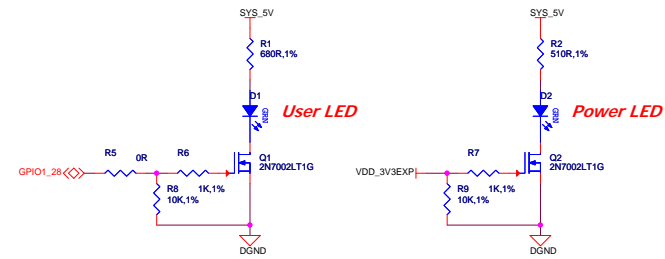 SYS_5V
R1
680R,1%
D1
GRN
User LED
R5
0R
R6
1K,1%
GPIO1_28
Q1
2N7002LT1G
R8
10K,1%
DGND
SYS_5V
R2
510R,1%
D2
GRN
Power LED
R7
1K,1%
VDD_3V3EXP
Q2
2N7002LT1G
R9
10K,1%
DGND